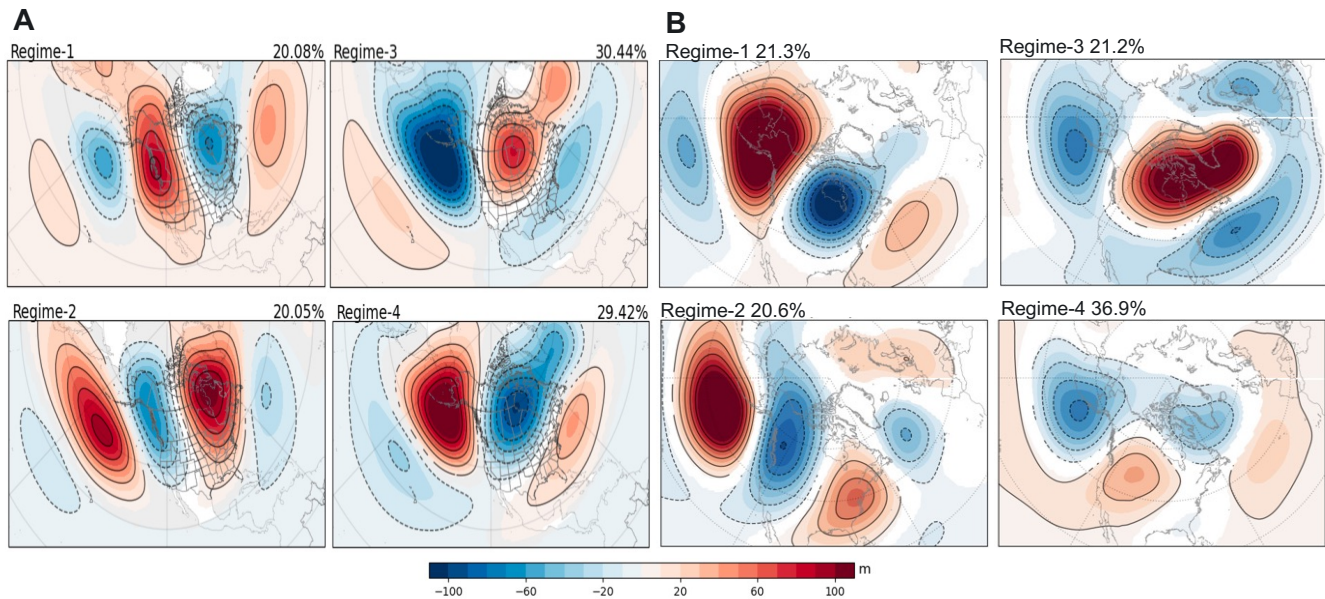 A
B
Regime-1 20.08%
Regime-3 30.44%
Regime-1 21.3%
Regime-3 21.2%
Regime-2 20.05%
Regime-4 29.42%
Regime-2 20.6%
Regime-4 36.9%
m
−100 −60 −20 20 60 100